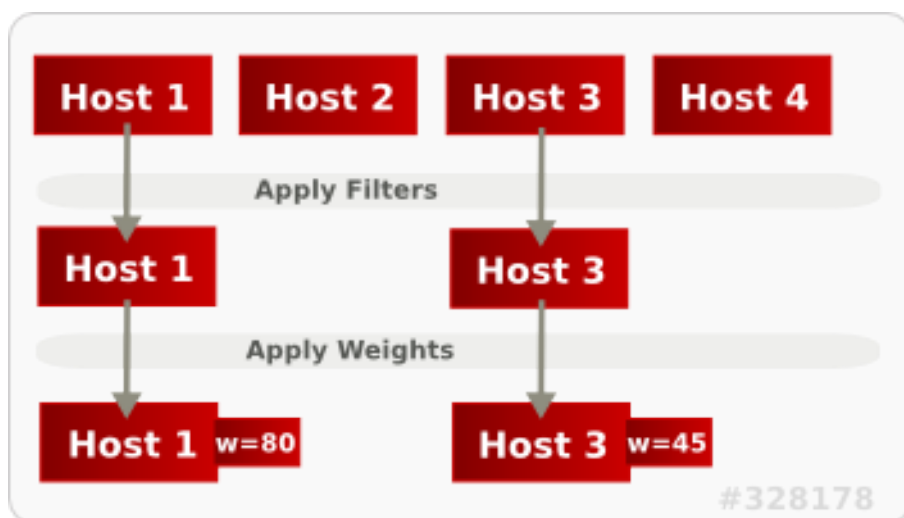 Host 1 Host 2 Host 3 Host 4
Apply Filters
Host 1 Host 3
Apply Weights
Host 1 w=80 Host 3 w=45
#328178